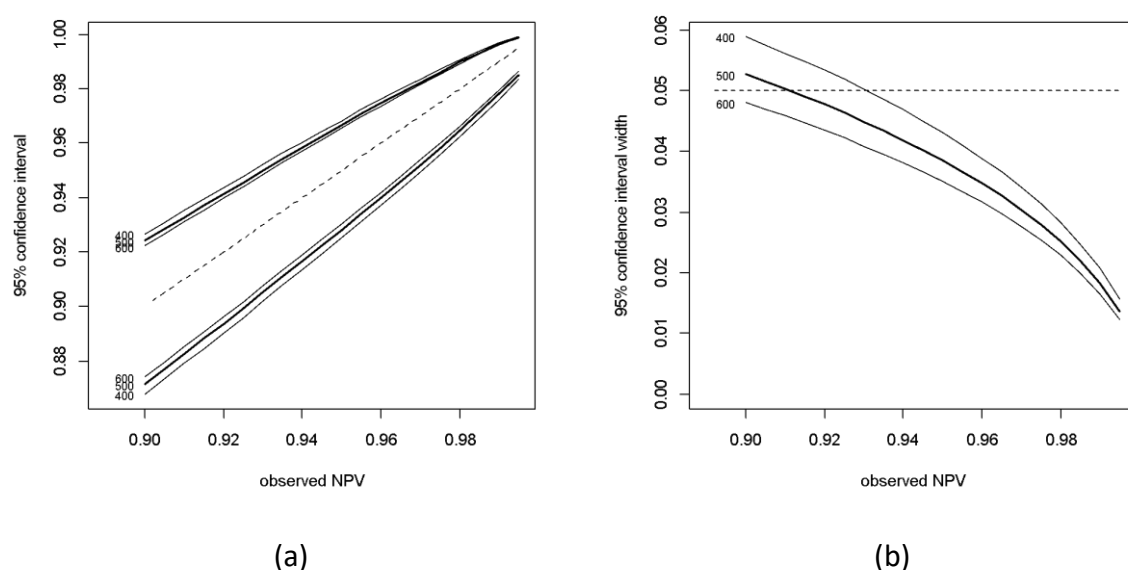 95% confidence interval
1.00
0.98
0.96
0.94
0.92
0.90
0.88
400
500
600
600
500
400
0.90 0.92 0.94 0.96 0.98
observed NPV
(a)
95% confidence interval width
0.06
0.05
0.04
0.03
0.02
0.01
0.00
400
500
600
0.90 0.92 0.94 0.96 0.98
observed NPV
(b)